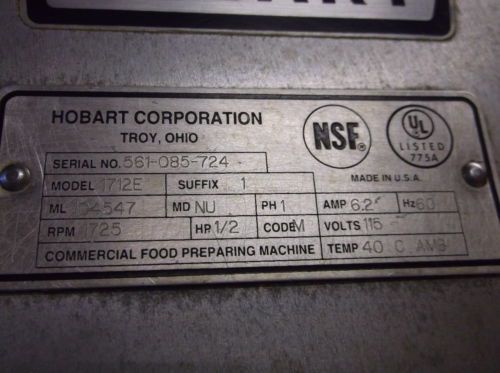 HOBART CORPORATION
TROY, OHIO
NSF®
UL
LISTED
775A
SERIAL NO. 561-085-724
MADE IN U.S.A.
MODEL 1712E SUFFIX 1
ML 104547 MD NU PH 1 AMP 6.2 Hz 60
RPM 1725 HP 1/2 CODE M VOLTS 115
COMMERCIAL FOOD PREPARING MACHINE TEMP 40 C AMB